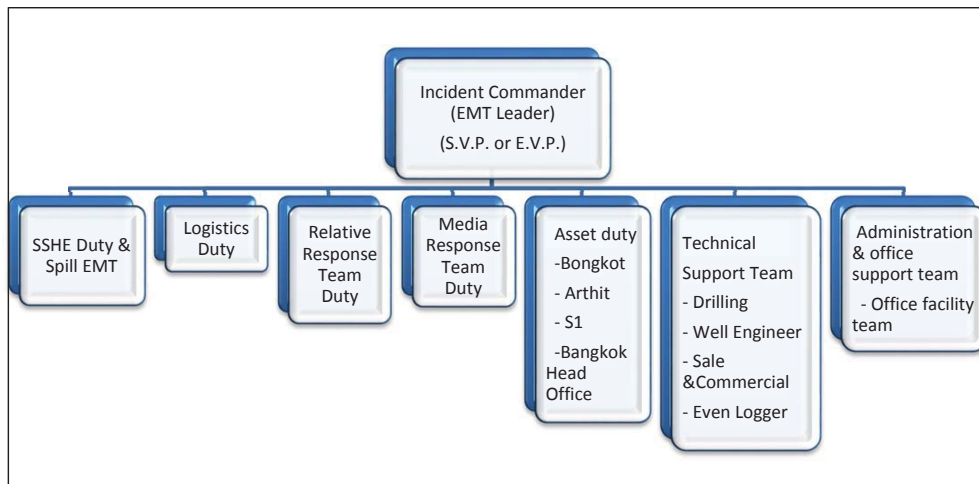 Incident Commander
(EMT Leader)
(S.V.P. or E.V.P.)
SSHE Duty &
Spill EMT
Logistics
Duty
Relative
Response
Team
Duty
Media
Response
Team
Duty
Asset duty
-Bongkot
- Arthit
- S1
-Bangkok
Head
Office
Technical
Support Team
- Drilling
- Well Engineer
- Sale
&Commercial
- Even Logger
Administration
& office
support team
- Office facility
team